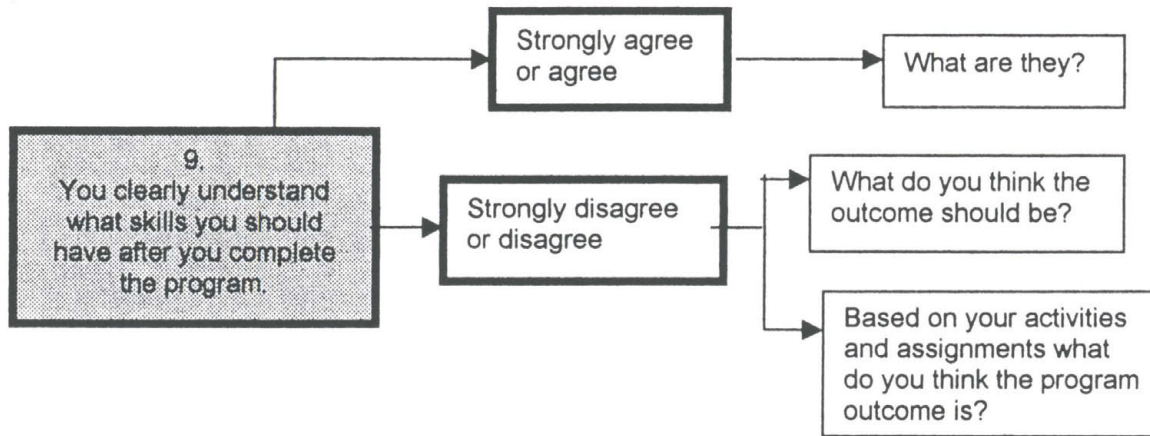 Strongly agree
or agree
What are they?
9.
You clearly understand
what skills you should
have after you complete
the program.
Strongly disagree
or disagree
What do you think the
outcome should be?
Based on your activities
and assignments what
do you think the program
outcome is?